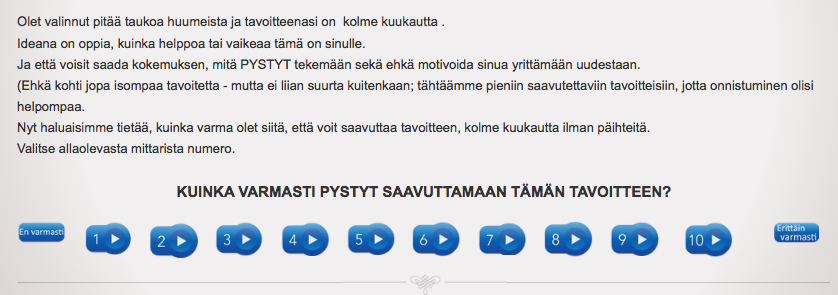 Olet valinnut pitää taukoa huumeista ja tavoitteenasi on kolme kuukautta .
Ideana on oppia, kuinka helppoa tai vaikeaa tämä on sinulle.
Ja että voisit saada kokemuksen, mitä PYSTYT tekemään sekä ehkä motivoida sinua yrittämään uudestaan.
(Ehkä kohti jopa isompaa tavoitetta - mutta ei liian suurta kuitenkaan; tähtäämme pieniin saavutettaviin tavoitteisiin, jotta onnistuminen olisi
helpompaa.
Nyt haluaisimme tietää, kuinka varma olet siitä, että voit saavuttaa tavoitteen, kolme kuukautta ilman päihteitä.
Valitse allaolevasta mittarista numero.
KUINKA VARMASTI PYSTYT SAAVUTTAMAAN TÄMÄN TAVOITTEEN?
En varmasti 1 2 3 4 5 6 7 8 9 10 Erittäin
varmasti